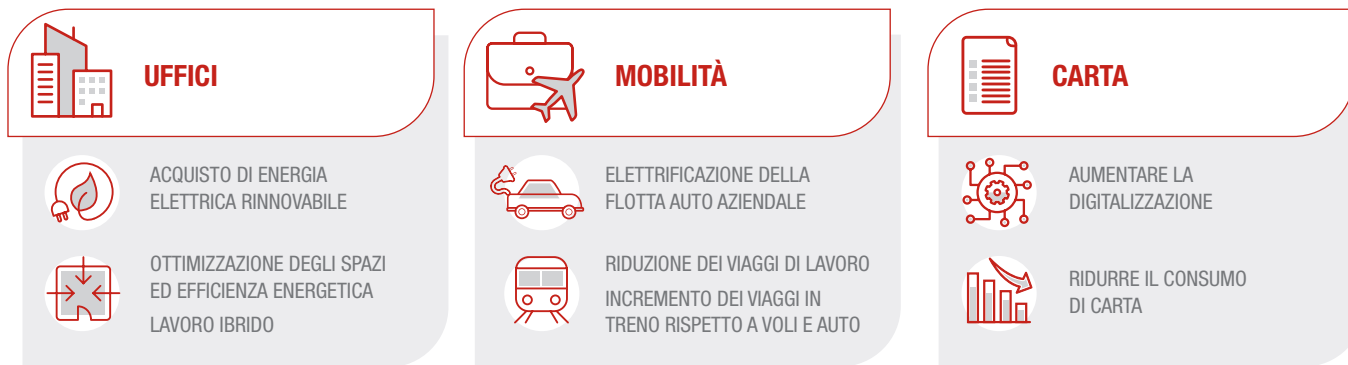 UFFICI
ACQUISTO DI ENERGIA
ELETTRICA RINNOVABILE
OTTIMIZZAZIONE DEGLI SPAZI
ED EFFICIENZA ENERGETICA
LAVORO IBRIDO
MOBILITÀ
ELETTRIFICAZIONE DELLA
FLOTTA AUTO AZIENDALE
RIDUZIONE DEI VIAGGI DI LAVORO
INCREMENTO DEI VIAGGI IN
TRENO RISPETTO A VOLI E AUTO
CARTA
AUMENTARE LA
DIGITALIZZAZIONE
RIDURRE IL CONSUMO
DI CARTA